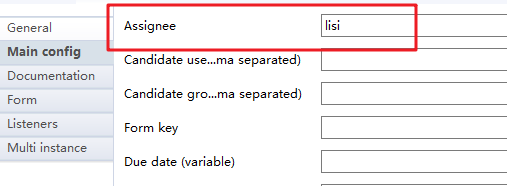 General
Main config
Documentation
Form
Listeners
Multi instance
Assignee lisi
Candidate use...ma separated)
Candidate gro...ma separated)
Form key
Due date (variable)